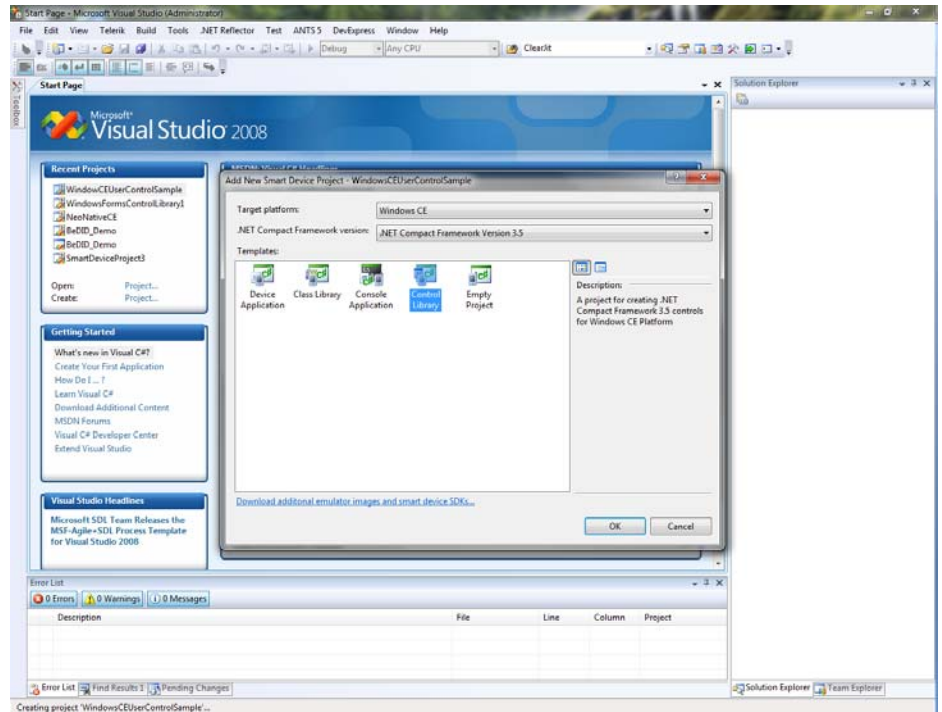 Start Page - Microsoft Visual Studio (Administrator)
File Edit View Telerik Build Tools .NET Reflector Test ANTS 5 DevExpress Window Help
Debug Any CPU ClearKit
Toolbox
Start Page
Solution Explorer
Microsoft
Visual Studio 2008
Recent Projects
WindowCEUserControlSample
WindowsFormsControlLibrary1
NeoNativeCE
BeDID_Demo
BeDID_Demo
SmartDeviceProject3
Open: Project...
Create: Project...
Getting Started
What's new in Visual C#?
Create Your First Application
How Do I ... ?
Learn Visual C#
Download Additional Content
MSDN Forums
Visual C# Developer Center
Extend Visual Studio
Visual Studio Headlines
Microsoft SDL Team Releases the
MSF-Agile+SDL Process Template
for Visual Studio 2008
MSDN: Visual C# Headlines
Add New Smart Device Project - WindowsCEUserControlSample
Target platform: Windows CE
.NET Compact Framework version: .NET Compact Framework Version 3.5
Templates:
Device Application
Class Library
Console Application
Control Library
Empty Project
Description:
A project for creating .NET
Compact Framework 3.5 controls
for Windows CE Platform
Download additonal emulator images and smart device SDKs...
OK Cancel
Error List
0 Errors 0 Warnings 0 Messages
Description File Line Column Project
Error List Find Results 1 Pending Changes
Solution Explorer Team Explorer
Creating project 'WindowsCEUserControlSample'...